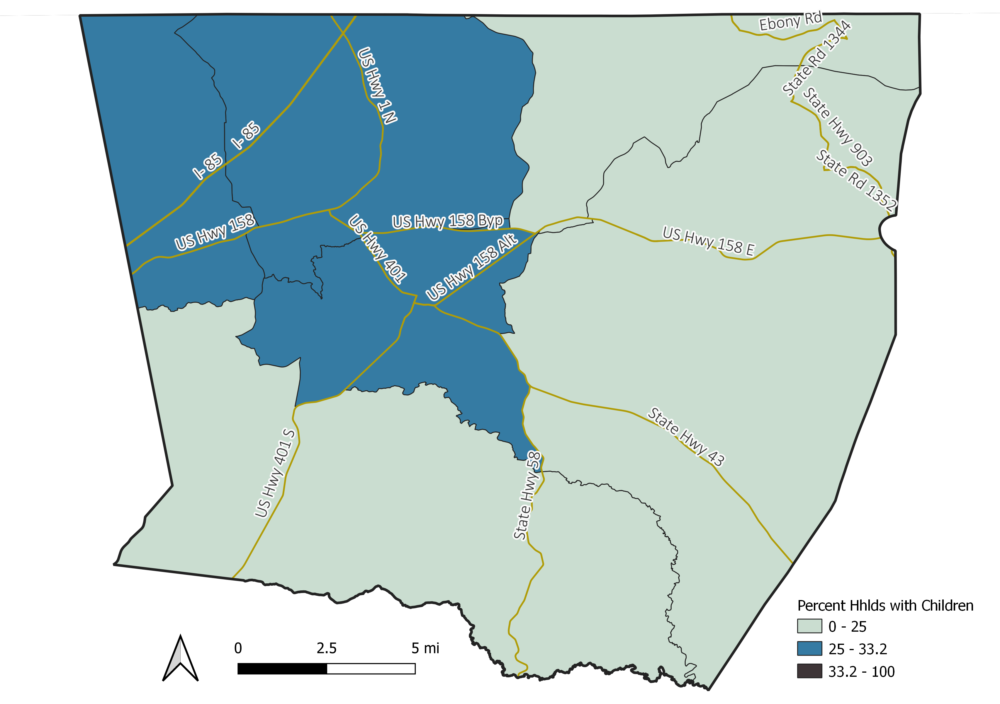 Ebony Rd
State Rd 1344
US Hwy 1 N
State Hwy 903
I- 85
I- 85
State Rd 1352
US Hwy 158
US Hwy 158 Byp
US Hwy 401
US Hwy 158 Alt
US Hwy 158 E
State Hwy 43
US Hwy 401 S
State Hwy 58
Percent Hhlds with Children
0 - 25
25 - 33.2
33.2 - 100
0 2.5 5 mi